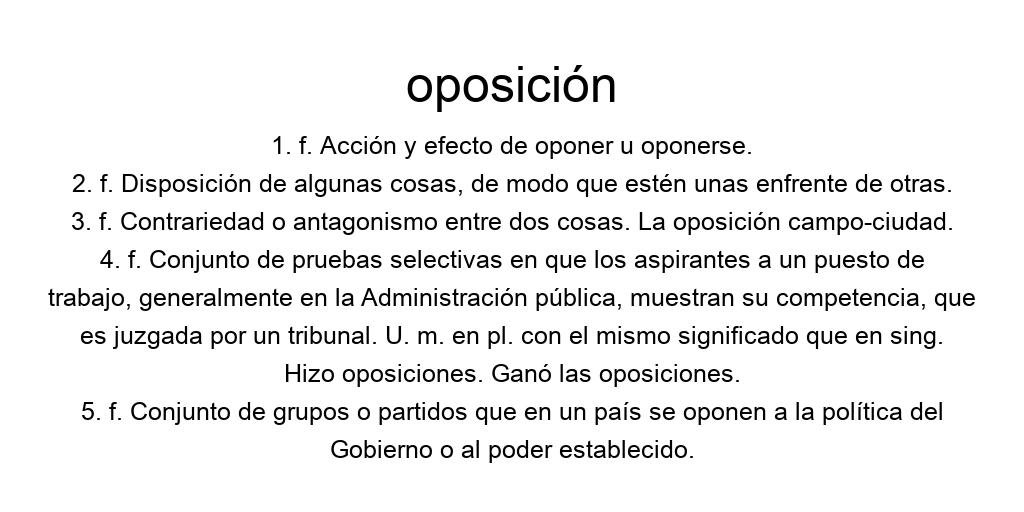 oposición
1. f. Acción y efecto de oponer u oponerse.
2. f. Disposición de algunas cosas, de modo que estén unas enfrente de otras.
3. f. Contrariedad o antagonismo entre dos cosas. La oposición campo-ciudad.
4. f. Conjunto de pruebas selectivas en que los aspirantes a un puesto de
trabajo, generalmente en la Administración pública, muestran su competencia, que
es juzgada por un tribunal. U. m. en pl. con el mismo significado que en sing.
Hizo oposiciones. Ganó las oposiciones.
5. f. Conjunto de grupos o partidos que en un país se oponen a la política del
Gobierno o al poder establecido.